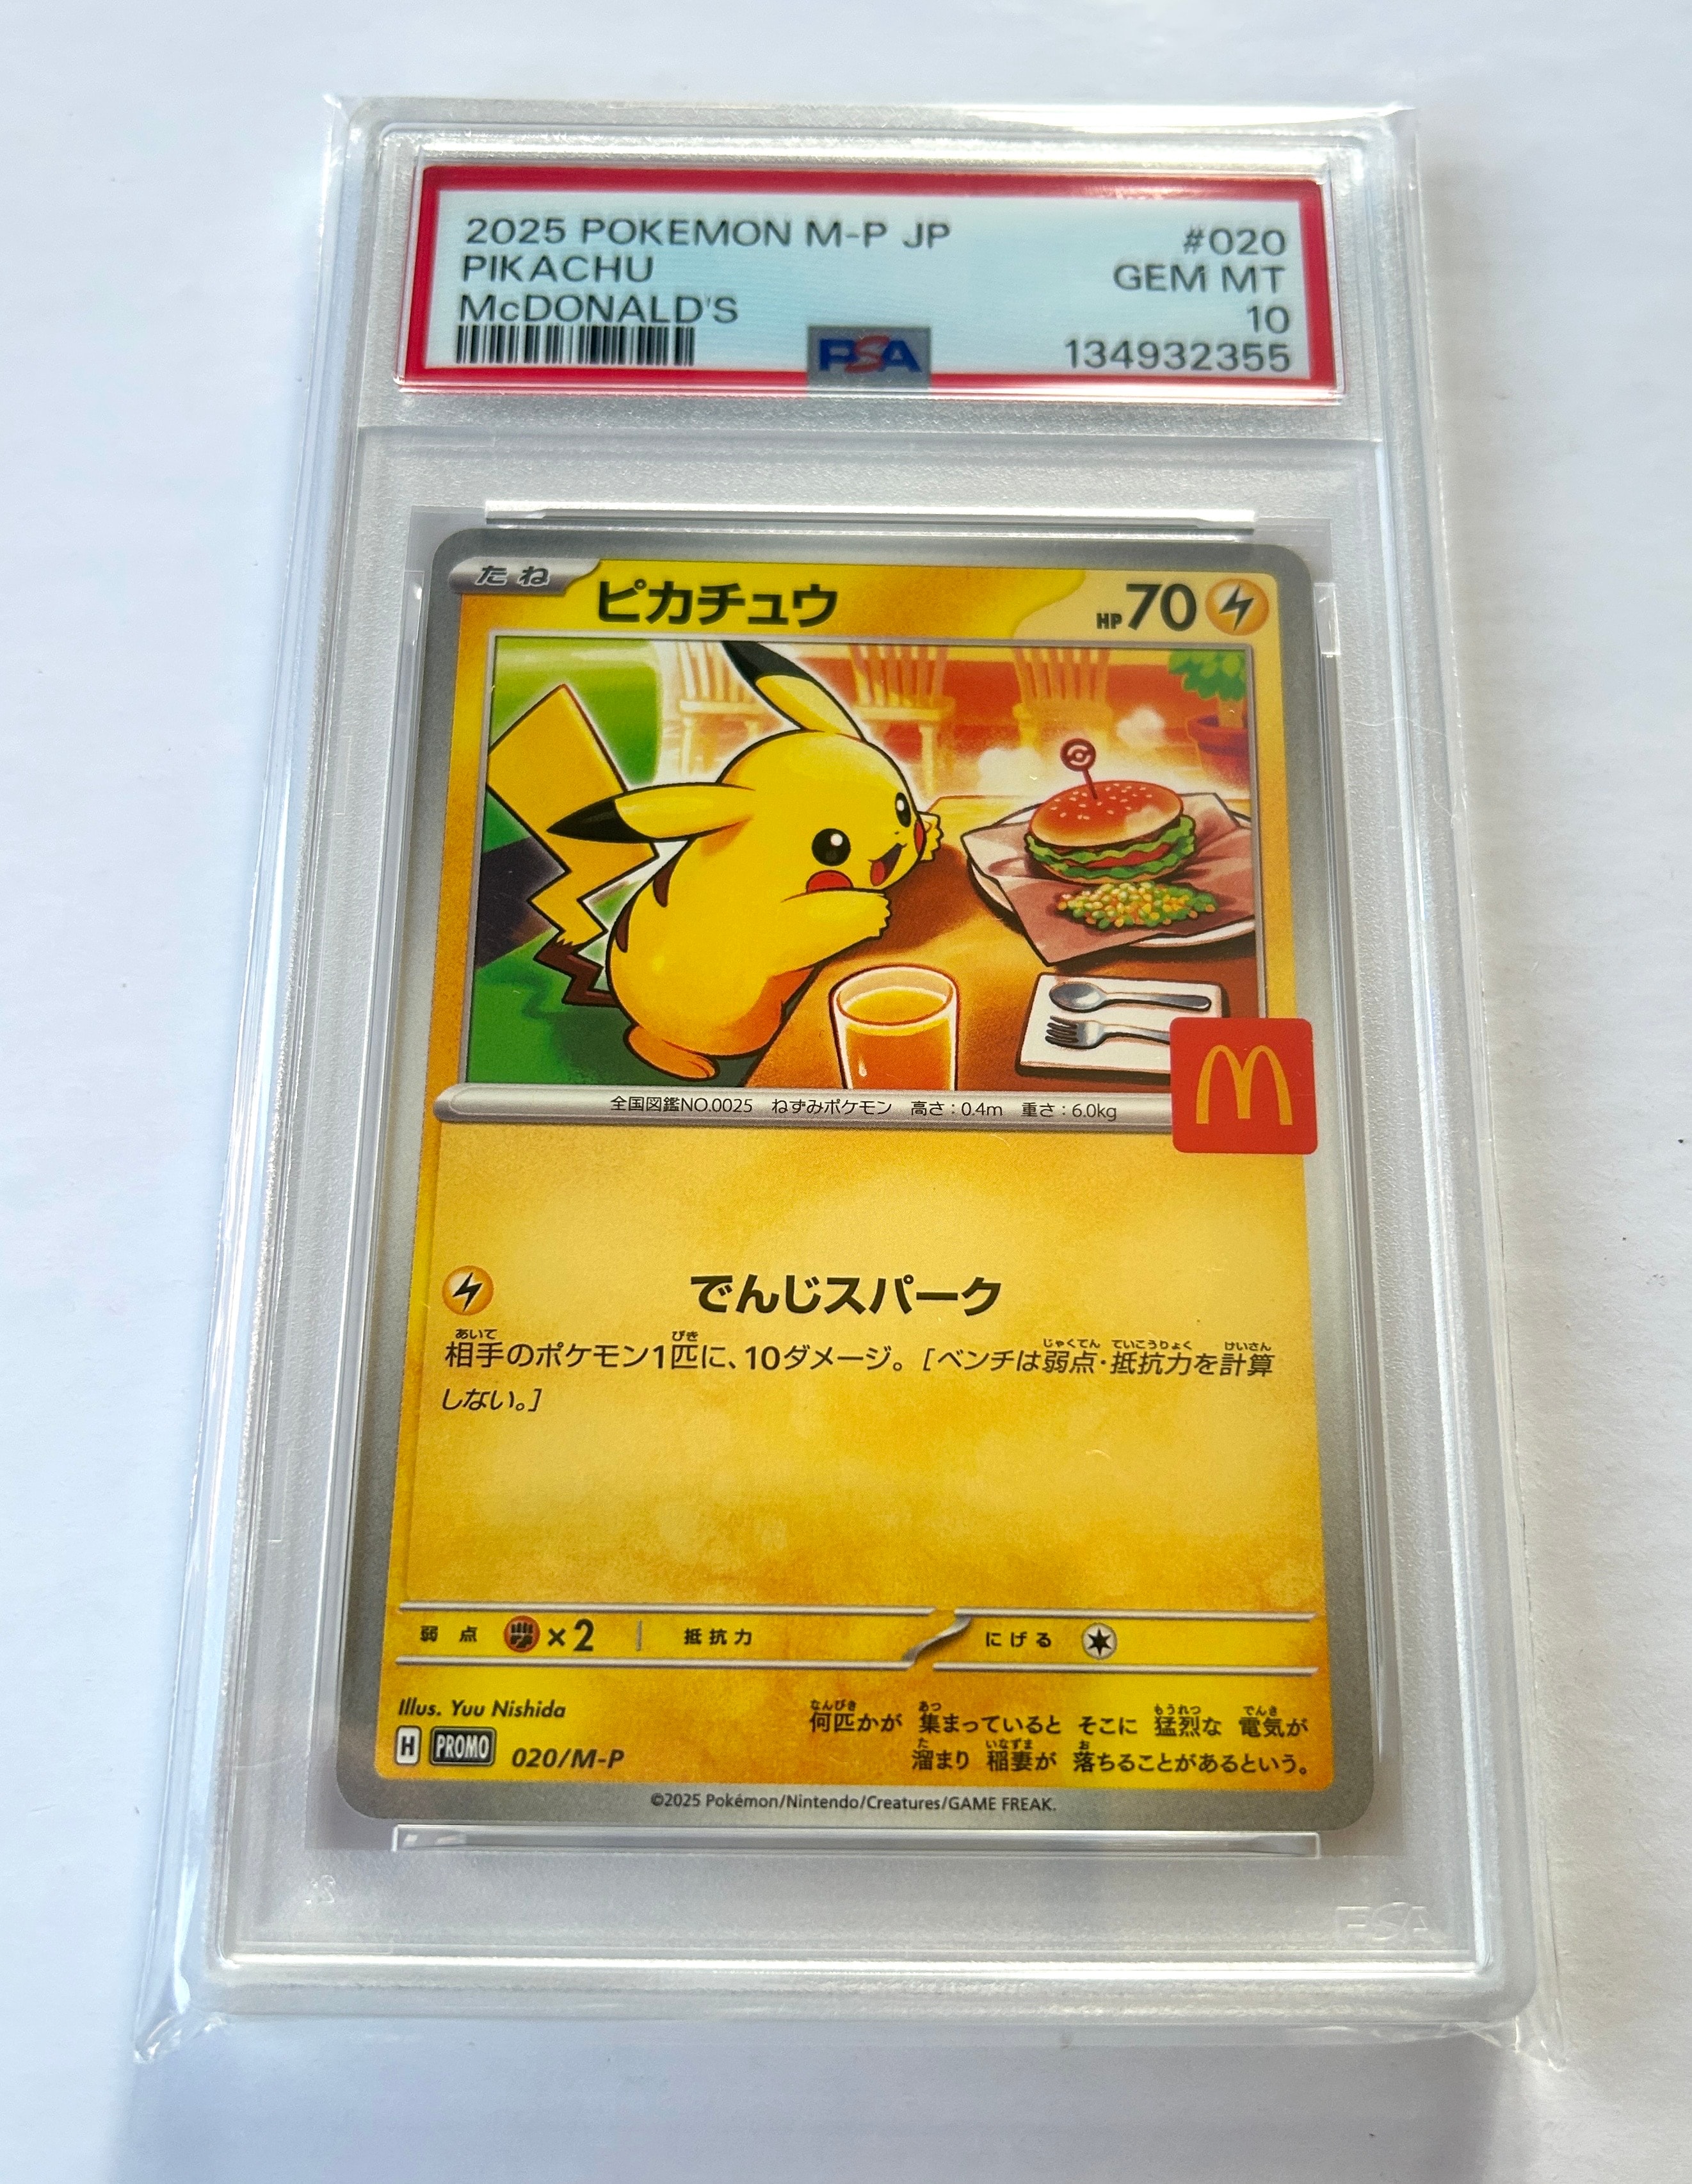 2025 POKEMON M-P JP #020
PIKACHU GEM MT
McDONALD'S 10
PSA 134932355
たね ピカチュウ HP70
M
全国図鑑NO.0025 ねずみポケモン 高さ:0.4m 重さ:6.0kg
でんじスパーク
あいて びき じゃくてん ていこうりょく けいさん
相手のポケモン1匹に、10ダメージ。[ベンチは弱点・抵抗力を計算
しない。]
弱点 ×2 抵抗力 にげる
Illus. Yuu Nishida
なんびき あつ もうれつ でんき
何匹かが 集まっていると そこに 猛烈な 電気が
H PROMO 020/M-P
た いなずま お
溜まり 稲妻が 落ちることがあるという。
©2025 Pokémon/Nintendo/Creatures/GAME FREAK.
PSA